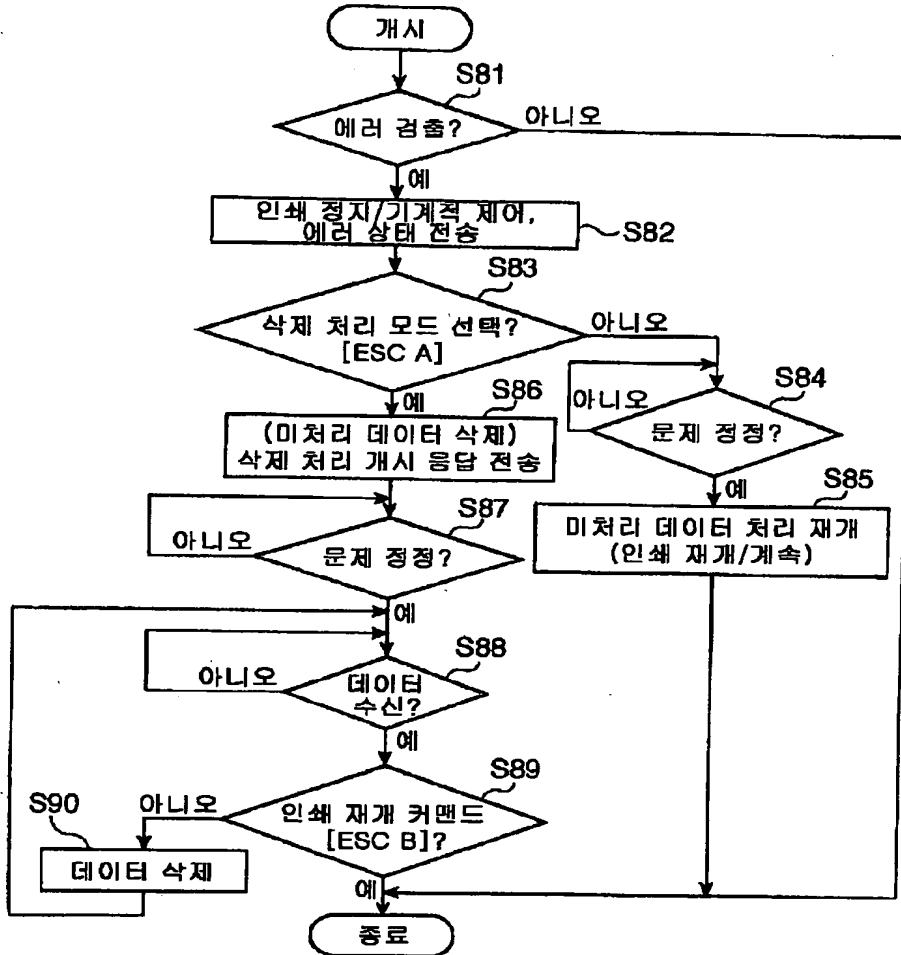 개시
S81
에러 검출?
아니오
예
인쇄 정지/기계적 제어,
에러 상태 전송
S82
S83
삭제 처리 모드 선택?
[ESC A]
아니오
예
S84
아니오
문제 정정?
예
S86
(미처리 데이터 삭제)
삭제 처리 개시 응답 전송
S85
미처리 데이터 처리 재개
(인쇄 재개/계속)
S87
아니오
문제 정정?
예
S88
아니오
데이터
수신?
예
S89
인쇄 재개 커맨드
[ESC B]?
아니오
S90
데이터 삭제
예
종료